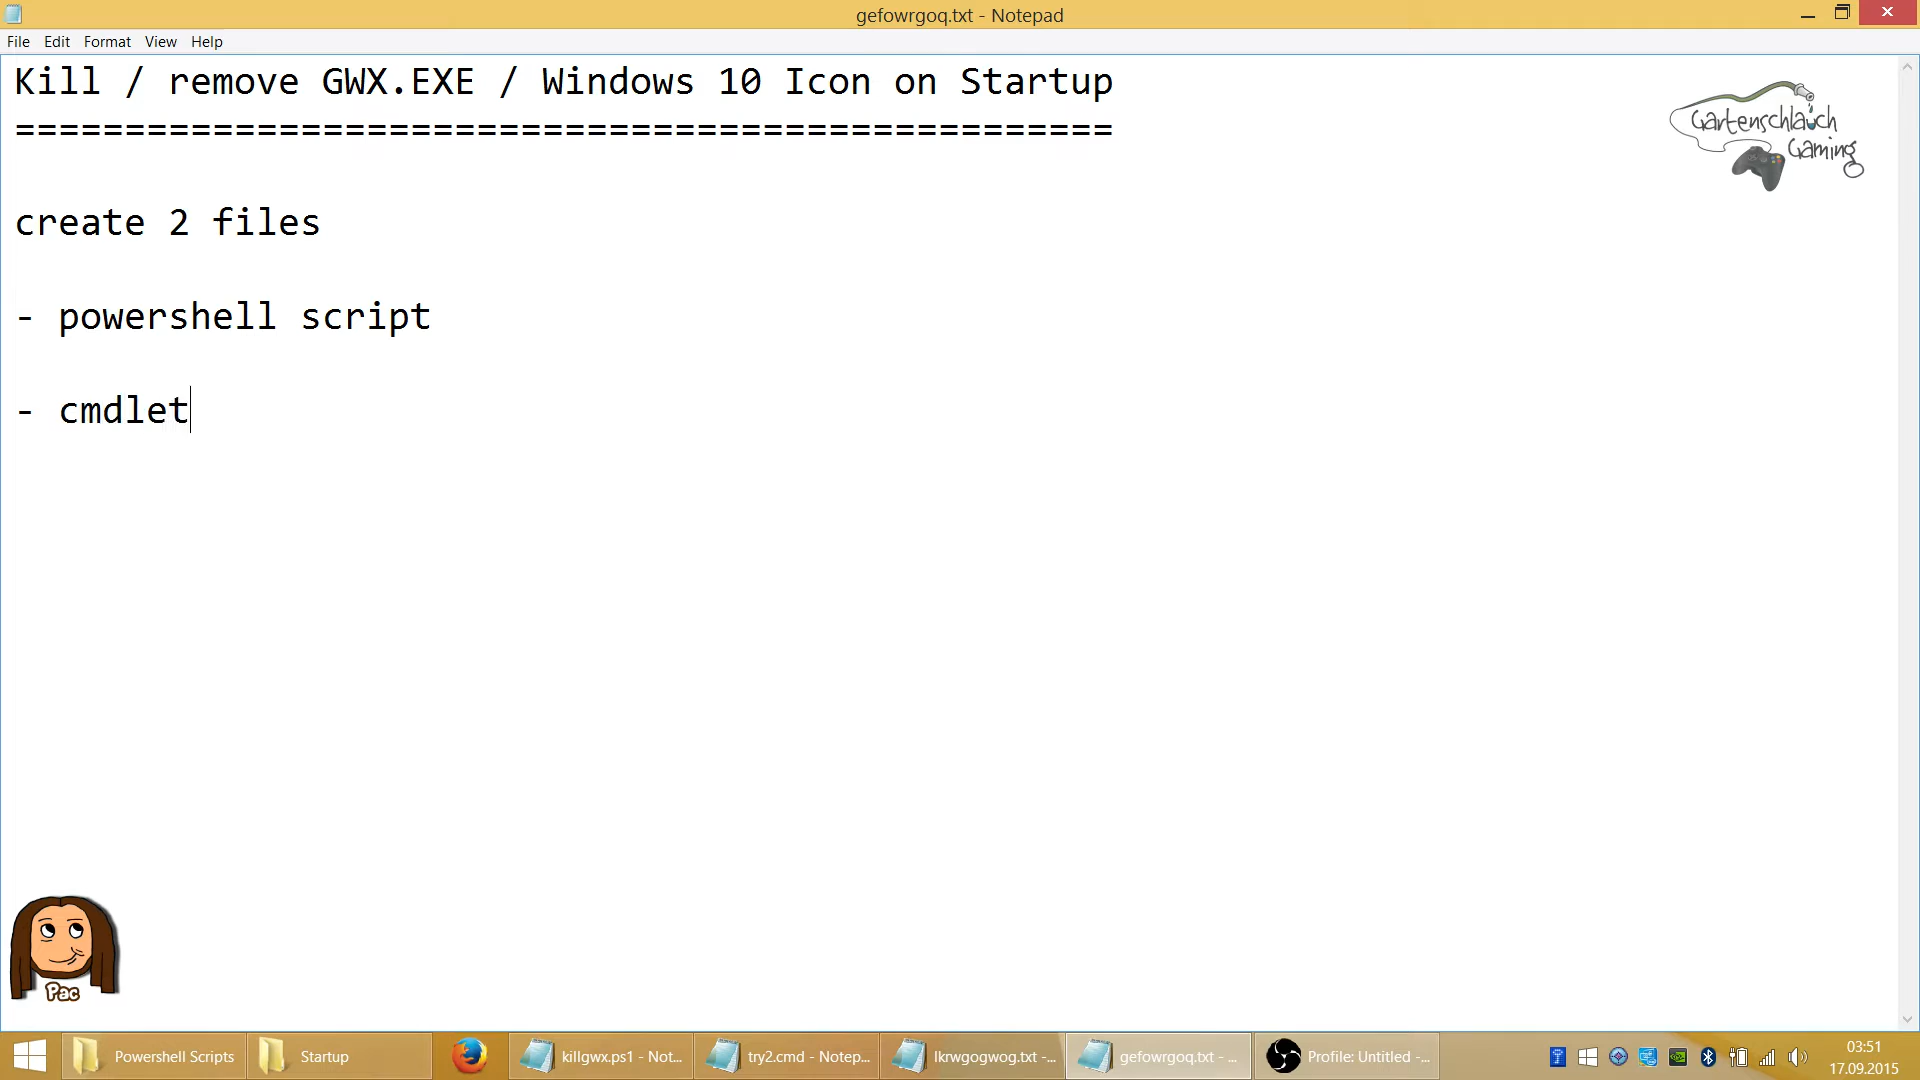 gefowrgoq.txt - Notepad
File Edit Format View Help
Kill / remove GWX.EXE / Windows 10 Icon on Startup
==================================================
Gartenschlauch
Gaming
create 2 files
- powershell script
- cmdlet
Pac
Powershell Scripts
Startup
killgwx.ps1 - Not...
try2.cmd - Notep...
lkrwgogwog.txt -...
gefowrgoq.txt - ...
Profile: Untitled -...
03:51
17.09.2015